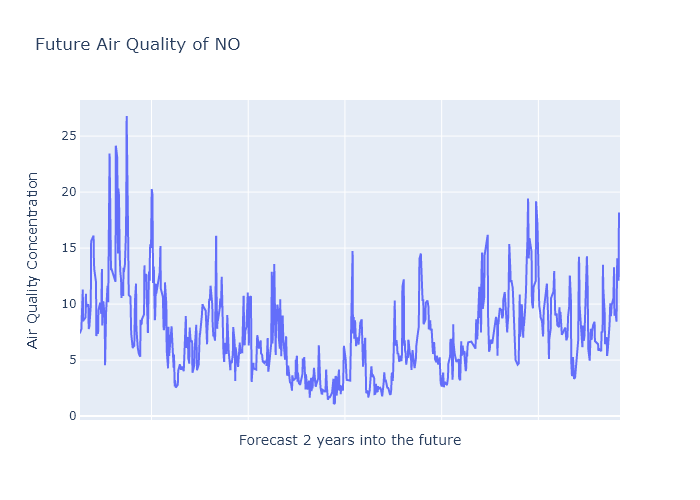 Future Air Quality of NO
Air Quality Concentration
25
20
15
10
5
0
Forecast 2 years into the future